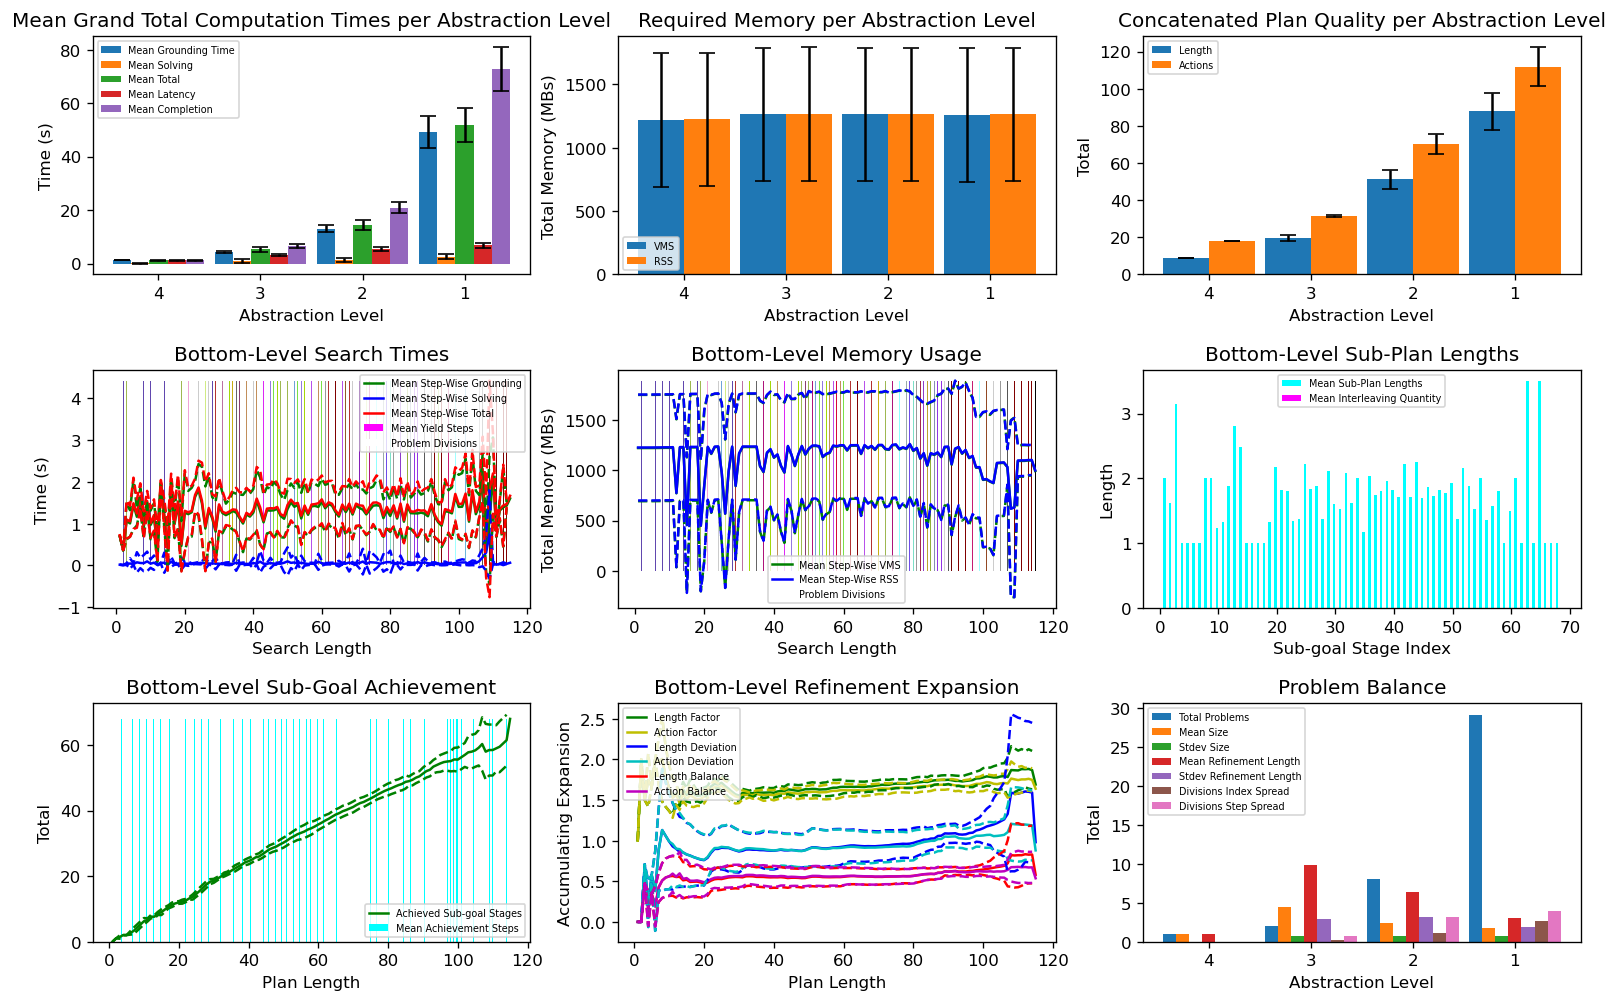 Mean Grand Total Computation Times per Abstraction Level
Time (s)
80
60
40
20
0
Mean Grounding Time
Mean Solving
Mean Total
Mean Latency
Mean Completion
4 3 2 1
Abstraction Level
Required Memory per Abstraction Level
Total Memory (MBs)
1500
1000
500
0
VMS
RSS
4 3 2 1
Abstraction Level
Concatenated Plan Quality per Abstraction Level
Total
120
100
80
60
40
20
0
Length
Actions
4 3 2 1
Abstraction Level
Bottom-Level Search Times
Time (s)
4
3
2
1
0
−1
Mean Step-Wise Grounding
Mean Step-Wise Solving
Mean Step-Wise Total
Mean Yield Steps
Problem Divisions
0 20 40 60 80 100 120
Search Length
Bottom-Level Memory Usage
Total Memory (MBs)
1500
1000
500
0
Mean Step-Wise VMS
Mean Step-Wise RSS
Problem Divisions
0 20 40 60 80 100 120
Search Length
Bottom-Level Sub-Plan Lengths
Length
3
2
1
0
Mean Sub-Plan Lengths
Mean Interleaving Quantity
0 10 20 30 40 50 60 70
Sub-goal Stage Index
Bottom-Level Sub-Goal Achievement
Total
60
40
20
0
Achieved Sub-goal Stages
Mean Achievement Steps
0 20 40 60 80 100 120
Plan Length
Bottom-Level Refinement Expansion
Accumulating Expansion
2.5
2.0
1.5
1.0
0.5
0.0
Length Factor
Action Factor
Length Deviation
Action Deviation
Length Balance
Action Balance
0 20 40 60 80 100 120
Plan Length
Problem Balance
Total
30
25
20
15
10
5
0
Total Problems
Mean Size
Stdev Size
Mean Refinement Length
Stdev Refinement Length
Divisions Index Spread
Divisions Step Spread
4 3 2 1
Abstraction Level